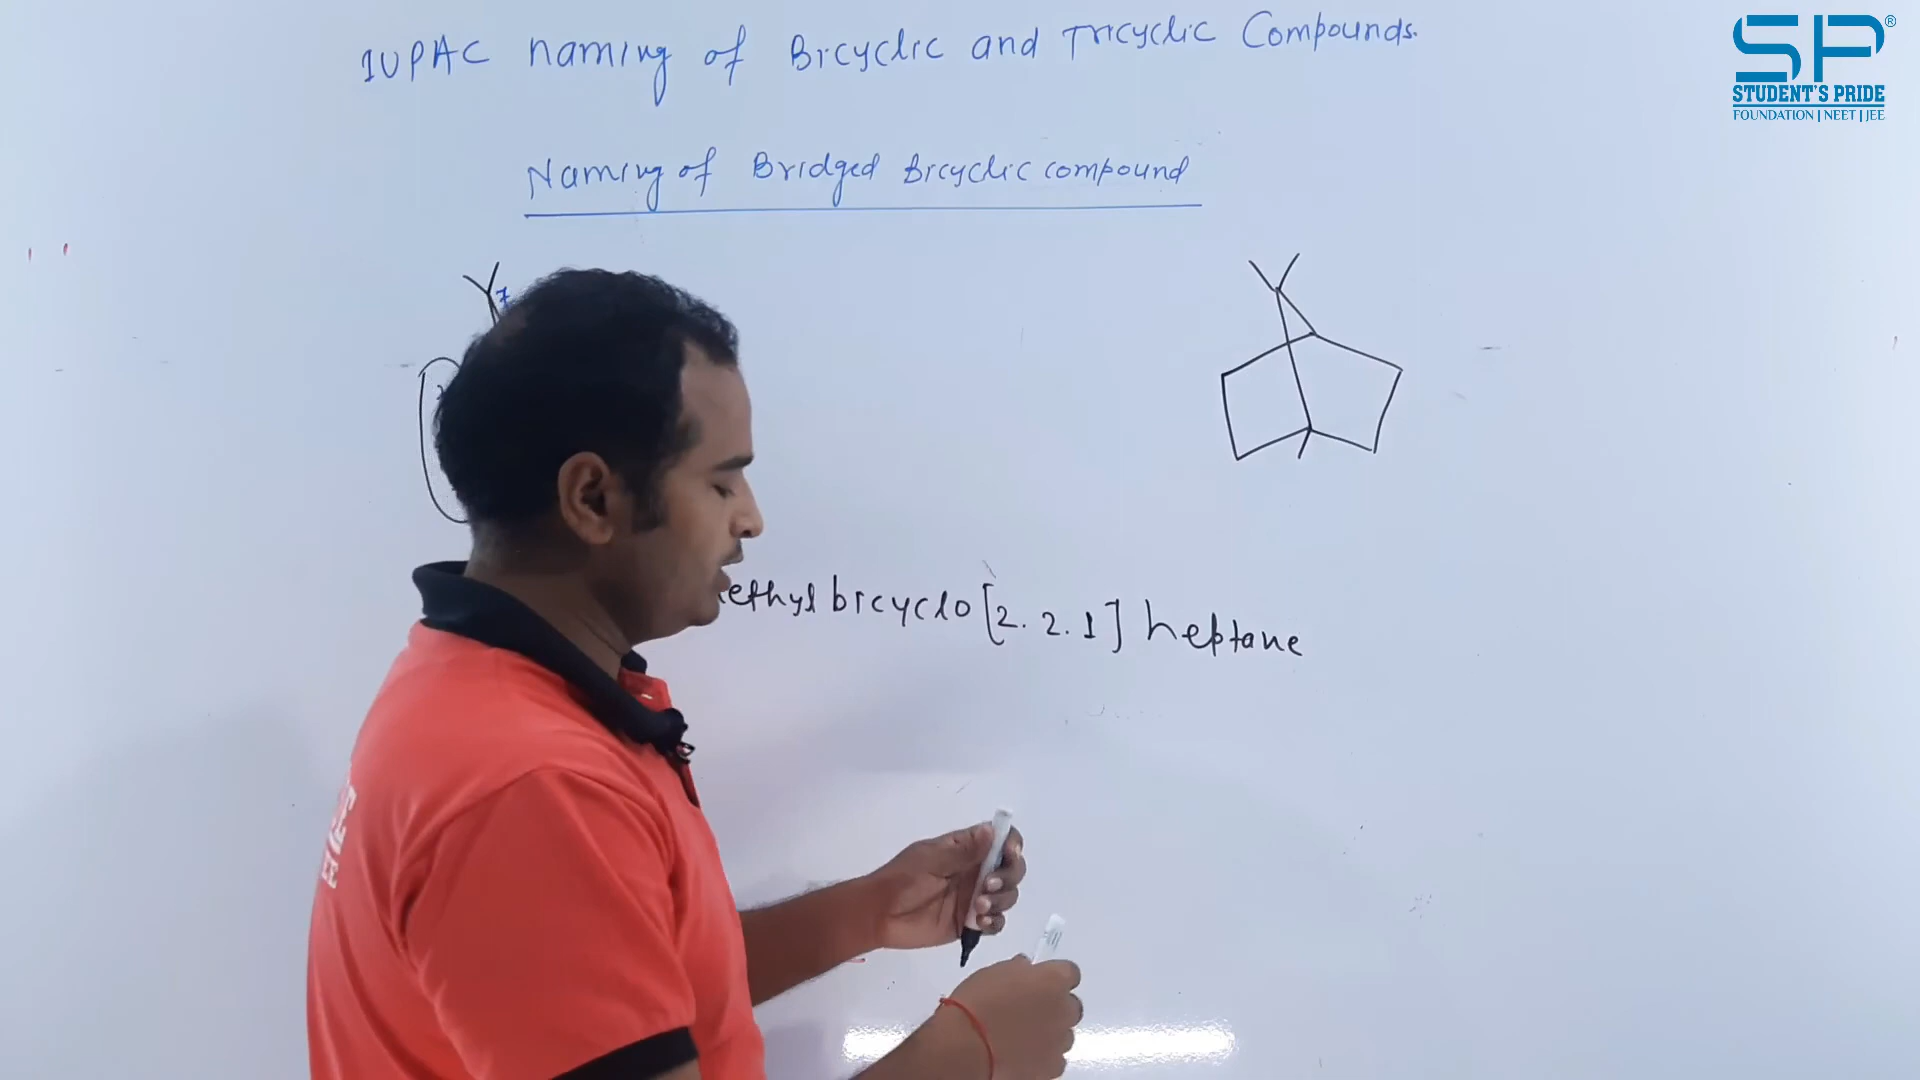 IUPAC naming of Bicyclic and Tricyclic Compounds.
SP®
STUDENT'S PRIDE
FOUNDATION | NEET | JEE
Naming of Bridged Bicyclic compound
7
ethyl bicyclo [2.2.1] heptane